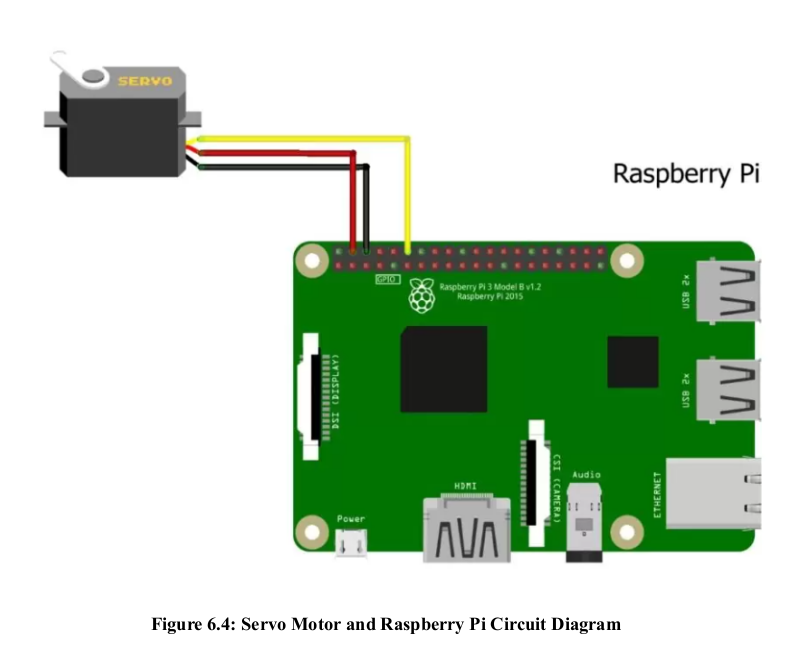 SERVO
Raspberry Pi
GPIO
Raspberry Pi 3 Model B v1.2
Raspberry Pi 2015
USB 2x
USB 2x
DSI (DISPLAY)
CSI (CAMERA)
Audio
ETHERNET
HDMI
Power
Figure 6.4: Servo Motor and Raspberry Pi Circuit Diagram